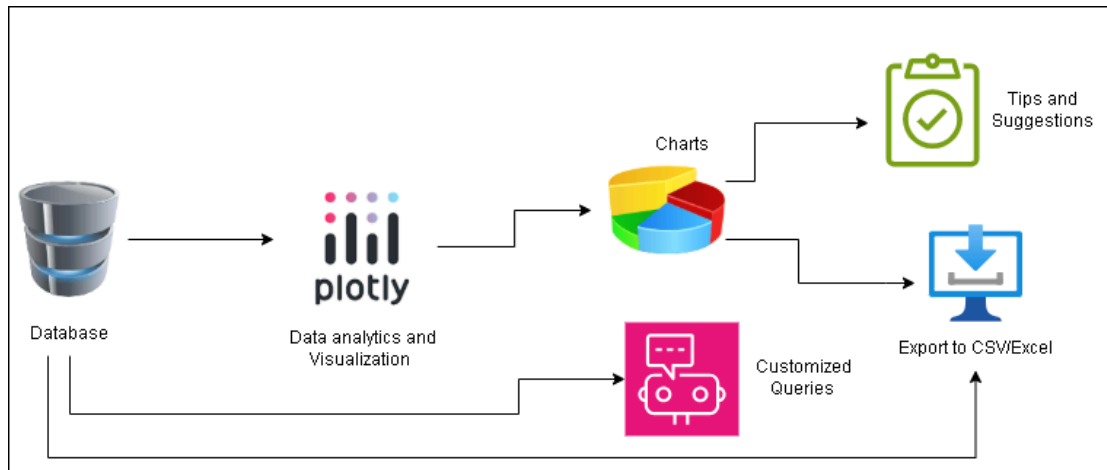 Tips and
Suggestions
Charts
plotly
Database
Data analytics and
Visualization
Export to CSV/Excel
Customized
Queries